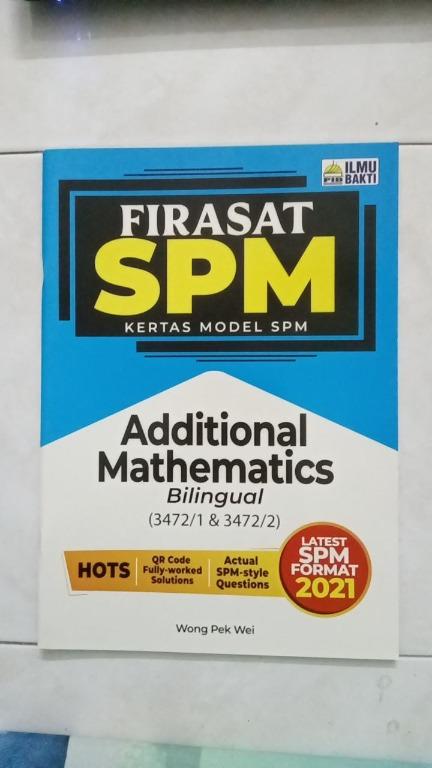 ILMU
BAKTI
FIB
FIRASAT
SPM
KERTAS MODEL SPM
Additional
Mathematics
Bilingual
(3472/1 & 3472/2)
HOTS
QR Code
Fully-worked
Solutions
Actual
SPM-style
Questions
LATEST
SPM
FORMAT
2021
Wong Pek Wei